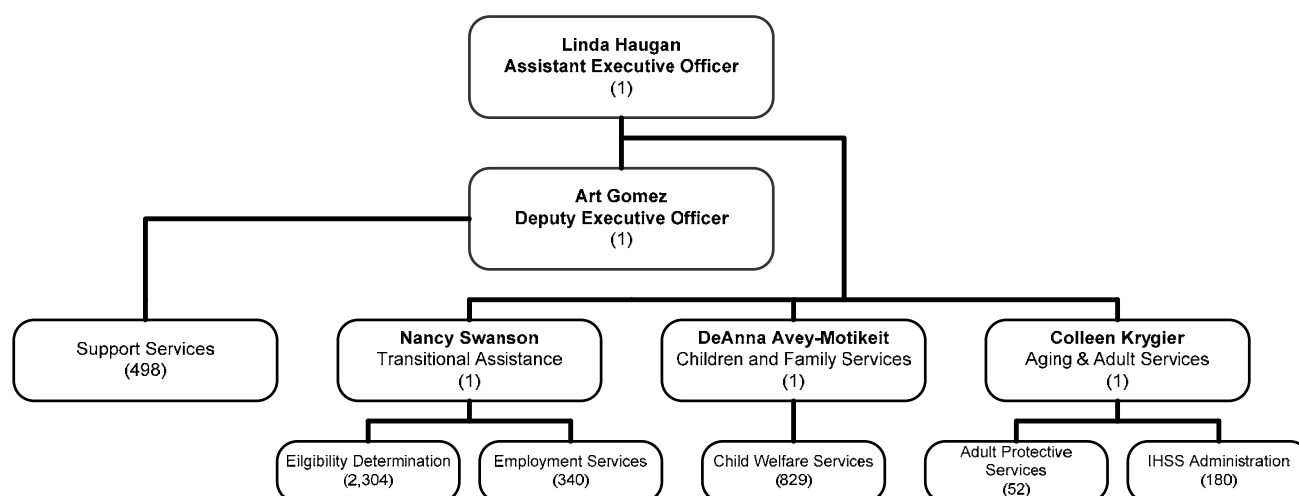 Linda Haugan
Assistant Executive Officer
(1)
Art Gomez
Deputy Executive Officer
(1)
Support Services
(498)
Nancy Swanson
Transitional Assistance
(1)
DeAnna Avey-Motikeit
Children and Family Services
(1)
Colleen Krygier
Aging & Adult Services
(1)
Eilgibility Determination
(2,304)
Employment Services
(340)
Child Welfare Services
(829)
Adult Protective
Services
(52)
IHSS Administration
(180)